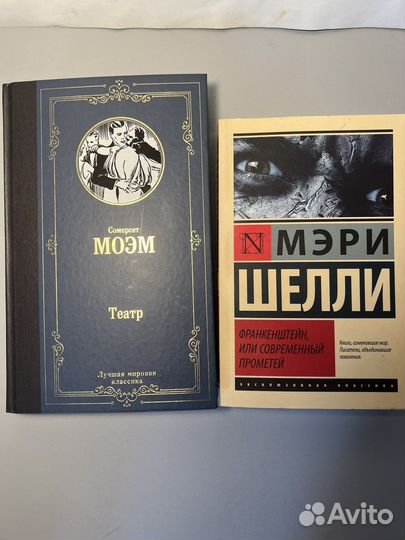 Сомерсет
МОЭМ
Театр
Лучшая мировая
классика
МЭРИ
ШЕЛЛИ
ФРАНКЕНШТЕЙН,
ИЛИ СОВРЕМЕННЫЙ
ПРОМЕТЕЙ
Книги, изменившие мир.
Писатели, объединившие
поколения.
ЭКСКЛЮЗИВНАЯ КЛАССИКА
Avito